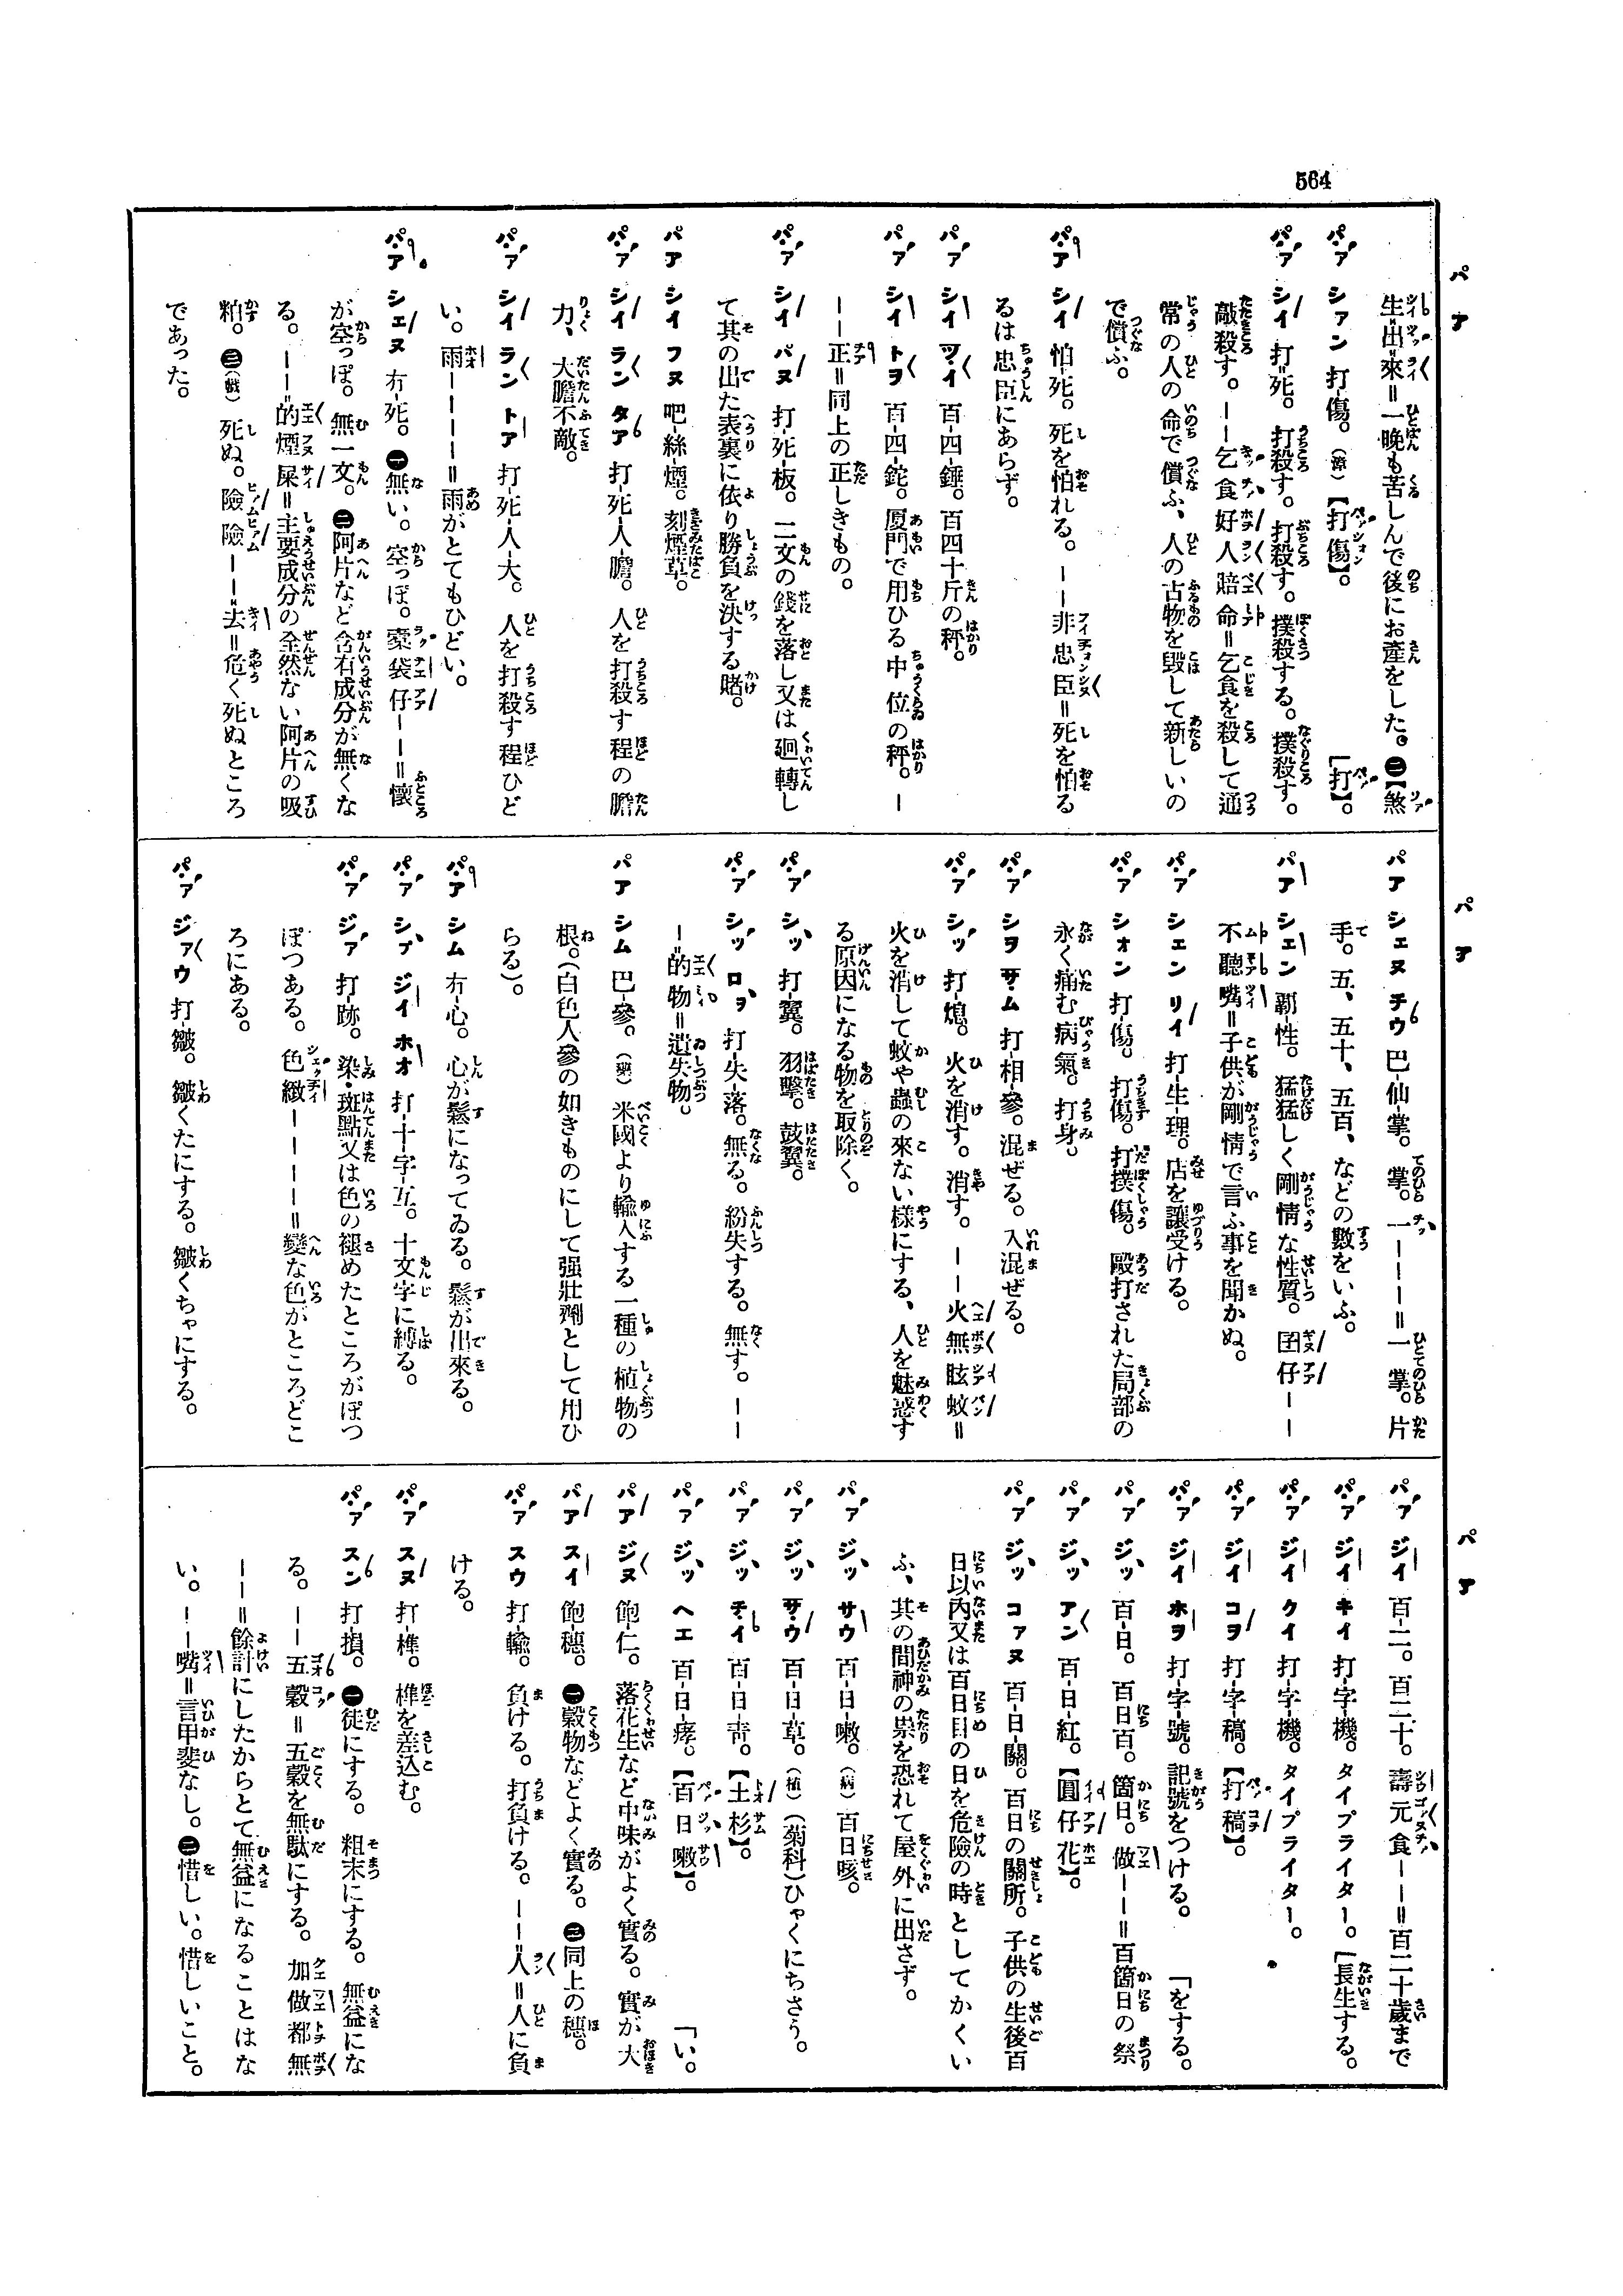 564
パア
生出來＝一晩も苦しんで後にお產をした。㊁【煞
パア シァン 打-傷。(漳)【打傷】。 「打】。
パア シイ 打-死。打殺す。打殺す。撲殺する。撲殺す。
敲殺す。――乞食好人賠命＝乞食を殺して通
常の人の命で償ふ、人の古物を毀して新しいの
で償ふ。
パア シイ 怕-死。死を怕れる。――非忠臣＝死を怕る
るは忠臣にあらず。
パア シイ ツイ 百-四-錘。百四十斤の秤。
パア シイ トヲ 百-四-鉈。厦門で用ひる中位の秤。―
――正＝同上の正しきもの。
パア シイ パヌ 打-死-板。二文の錢を落し又は廻轉し
て其の出た表裏に依り勝負を決する賭。
パア シイ フヌ 吧-絲-煙。刻煙草。
パア シイ ラン タア 打-死-人-膽。人を打殺す程の膽
力、大膽不敵。
パア シイ ラン トア 打-死-人-大。人を打殺す程ひど
い。雨――――＝雨がとてもひどい。
パア シェヌ 冇-死。㊀無い。空っぽ。橐袋仔―――＝懷
が空っぽ。無一文。㊁阿片など含有成分が無くな
る。――的煙屎＝主要成分の全然ない阿片の吸
粕。㊂(戲)死ぬ。險險――去＝危く死ぬところ
であった。
パア
パア シェヌ チウ 巴-仙-掌。掌。一―――＝一掌。片
手。五、五十、五百、などの數をいふ。
パア シェン 覇-性。猛猛しく剛情な性質。囝仔――
不聽嘴＝子供が剛情で言ふ事を聞かぬ。
パア シェン リイ 打-生-理。店を讓受ける。
パア シォン 打-傷。打傷。打撲傷。毆打された局部の
永く痛む病氣。打身。
パア シヲ サム 打-相-參。混ぜる。入混ぜる。
パア シッ 打-熄。火を消す。消す。――火無眩蚊＝
火を消して蚊や蟲の來ない樣にする、人を魅惑す
る原因になる物を取除く。
パア シッ 打-翼。羽擊。鼓翼。
パア シッ ロヲ 打-失-落。無る。紛失する。無す。――
―的物＝遺失物。
パア シム 巴-參。(藥)米國より輸入する一種の植物の
根。(白色人參の如きものにして强壯劑として用ひ
らる)。
パア シム 冇-心。心が鬆になってゐる。鬆が出來る。
パア シプ ジイ ホオ 打-十-字-互。十文字に縛る。
パア ジア 打-跡。染・斑點又は色の褪めたところがぽつ
ぽつある。色緻――――＝變な色がところどこ
ろにある。
パア ジァウ 打-皺。皺くたにする。皺くちゃにする。
パア
パア ジイ 百-二。百二十。壽元食――＝百二十歲まで
パア ジイ キイ 打-字-機。タイプライター。「長生する。
パア ジイ クイ 打-字-機。タイプライター。
パア ジイ コヲ 打-字-稿。【打稿】。
パア ジイ ホヲ 打-字-號。記號をつける。 「をする。
パア ジッ 百-日。百日百。箇日。做――＝百箇日の祭
パア ジッ アン 百-日-紅。【圓仔花】。
パア ジッ コァヌ 百-日-關。百日の關所。子供の生後百
日以內又は百日目の日を危險の時としてかくい
ふ、其の間神の祟を恐れて屋外に出さず。
パア ジッ サウ 百-日-嗽。(病)百日咳。
パア ジッ サウ 百-日-草。(植)(菊科)ひゃくにちさう。
パア ジッ チイ 百-日-靑。【土杉】。
パア ジッ ヘエ 百-日-痚。【百日嗽】。 「い。
パア ジヌ 飽-仁。落花生など中味がよく實る。實が大
パア スイ 飽-穗。㊀穀物などよく實る。㊁同上の穗。
パア スウ 打-輸。負ける。打負ける。――人＝人に負
ける。
パア スヌ 打-榫。榫を差込む。
パア スン 打-損。㊀徒にする。粗末にする。無益にな
る。――五穀＝五穀を無駄にする。加做都無
――＝餘計にしたからとて無益になることはな
い。――嘴＝言甲斐なし。㊁惜しい。惜しいこと。